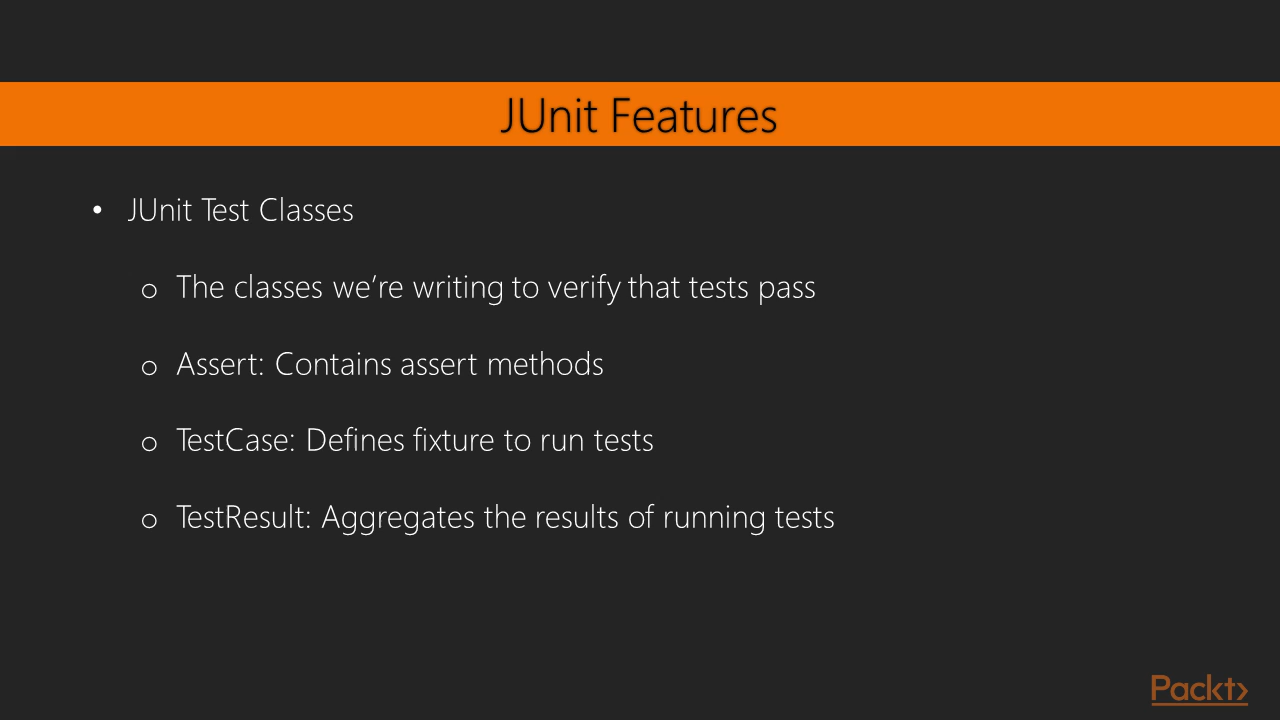 JUnit Features
• JUnit Test Classes
o The classes we’re writing to verify that tests pass
o Assert: Contains assert methods
o TestCase: Defines fixture to run tests
o TestResult: Aggregates the results of running tests
Packt>